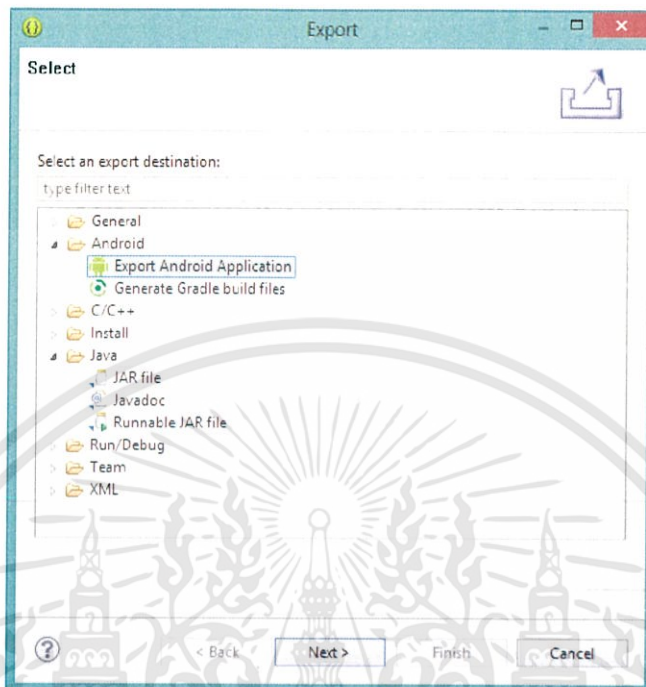 Export
Select
Select an export destination:
type filter text
General
Android
Export Android Application
Generate Gradle build files
C/C++
Install
Java
JAR file
Javadoc
Runnable JAR file
Run/Debug
Team
XML
< Back
Next >
Finish
Cancel